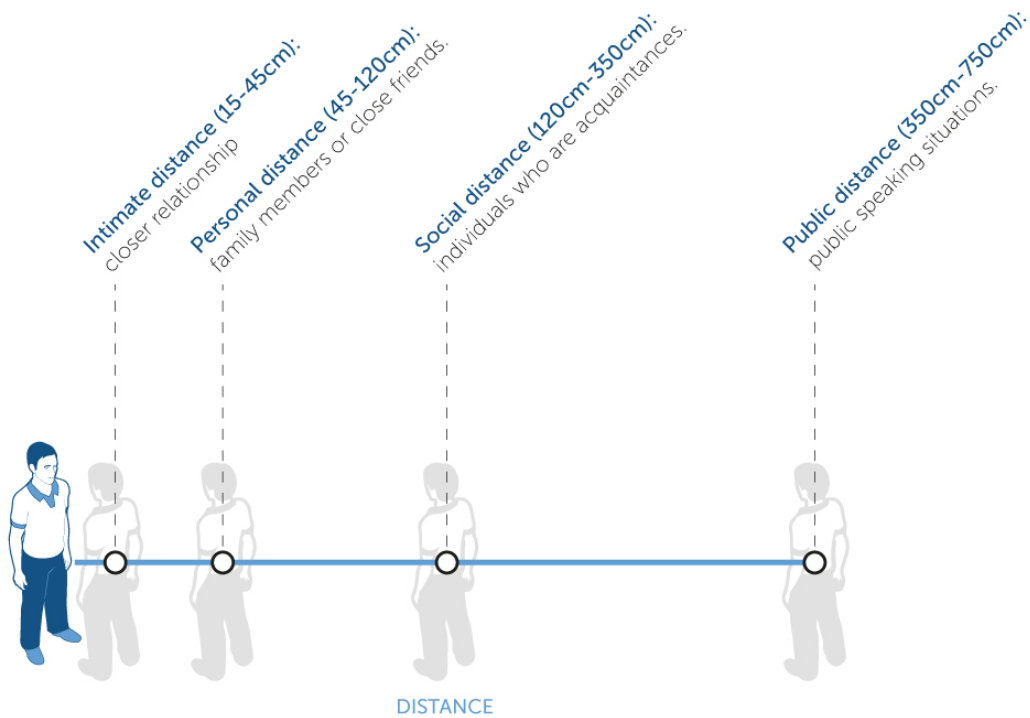 Intimate distance (15-45cm):
closer relationship
Personal distance (45-120cm):
family members or close friends.
Social distance (120cm-350cm):
individuals who are acquaintances.
Public distance (350cm-750cm):
public speaking situations.
DISTANCE